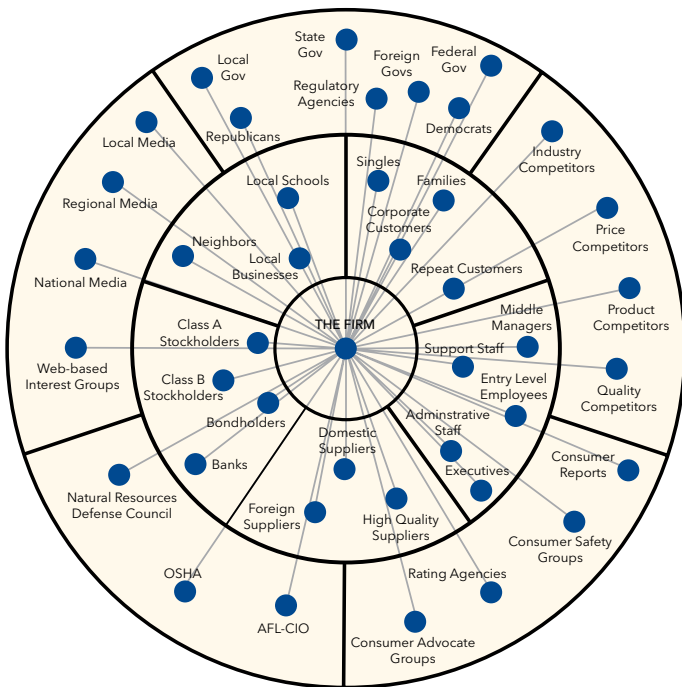 State
Gov
Local
Gov
Foreign
Govs
Federal
Gov
Regulatory
Agencies
Republicans
Democrats
Local Media
Industry
Competitors
Singles
Families
Local Schools
Regional Media
Corporate
Customers
Price
Competitors
Neighbors
Local
Businesses
Repeat Customers
National Media
Middle
Managers
Product
Competitors
THE FIRM
Class A
Stockholders
Support Staff
Web-based
Interest Groups
Class B
Stockholders
Entry Level
Employees
Quality
Competitors
Bondholders
Adminstrative
Staff
Domestic
Suppliers
Banks
Executives
Consumer
Reports
Natural Resources
Defense Council
Foreign
Suppliers
High Quality
Suppliers
Consumer Safety
Groups
OSHA
Rating Agencies
AFL-CIO
Consumer Advocate
Groups